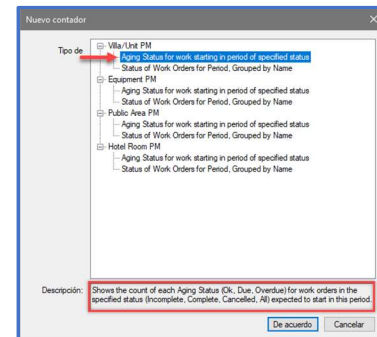 Nuevo contador
Tipo de
Villa/Unit PM
Aging Status for work starting in period of specified status
Status of Work Orders for Period, Grouped by Name
Equipment PM
Aging Status for work starting in period of specified status
Status of Work Orders for Period, Grouped by Name
Public Area PM
Aging Status for work starting in period of specified status
Status of Work Orders for Period, Grouped by Name
Hotel Room PM
Aging Status for work starting in period of specified status
Status of Work Orders for Period, Grouped by Name
Descripción:
Shows the count of each Aging Status (Ok, Due, Overdue) for work orders in the
specified status (Incomplete, Complete, Cancelled, All) expected to start in this period.
De acuerdo
Cancelar